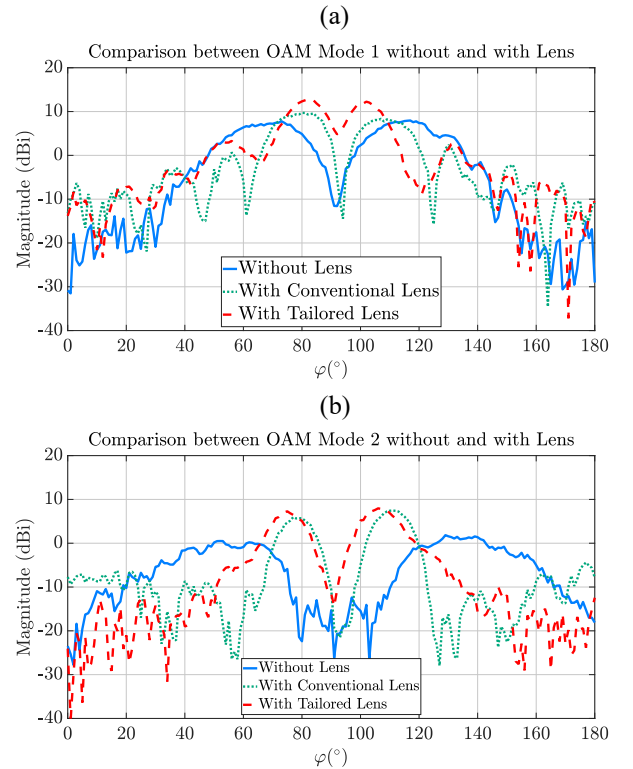 (a)
Comparison between OAM Mode 1 without and with Lens
20
10
0
-10
-20
-30
-40
Magnitude (dBi)
Without Lens
With Conventional Lens
With Tailored Lens
0 20 40 60 80 100 120 140 160 180
φ(°)
(b)
Comparison between OAM Mode 2 without and with Lens
20
10
0
-10
-20
-30
-40
Magnitude (dBi)
Without Lens
With Conventional Lens
With Tailored Lens
0 20 40 60 80 100 120 140 160 180
φ(°)